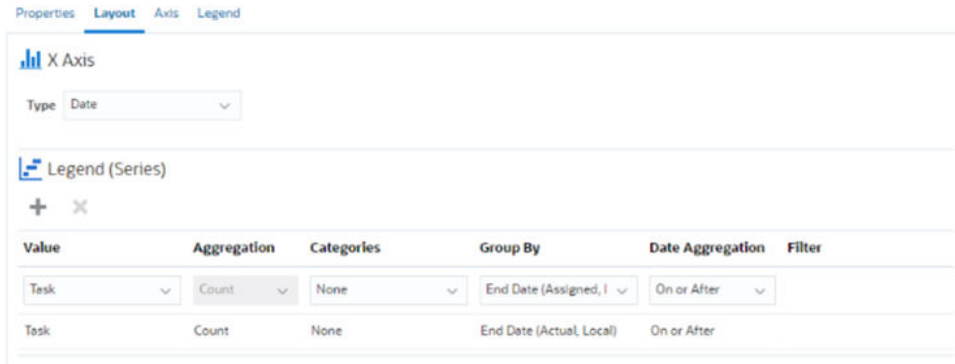 Properties Layout Axis Legend
X Axis
Type Date
Legend (Series)
Value Aggregation Categories Group By Date Aggregation Filter
Task Count None End Date (Assigned, l On or After
Task Count None End Date (Actual, Local) On or After